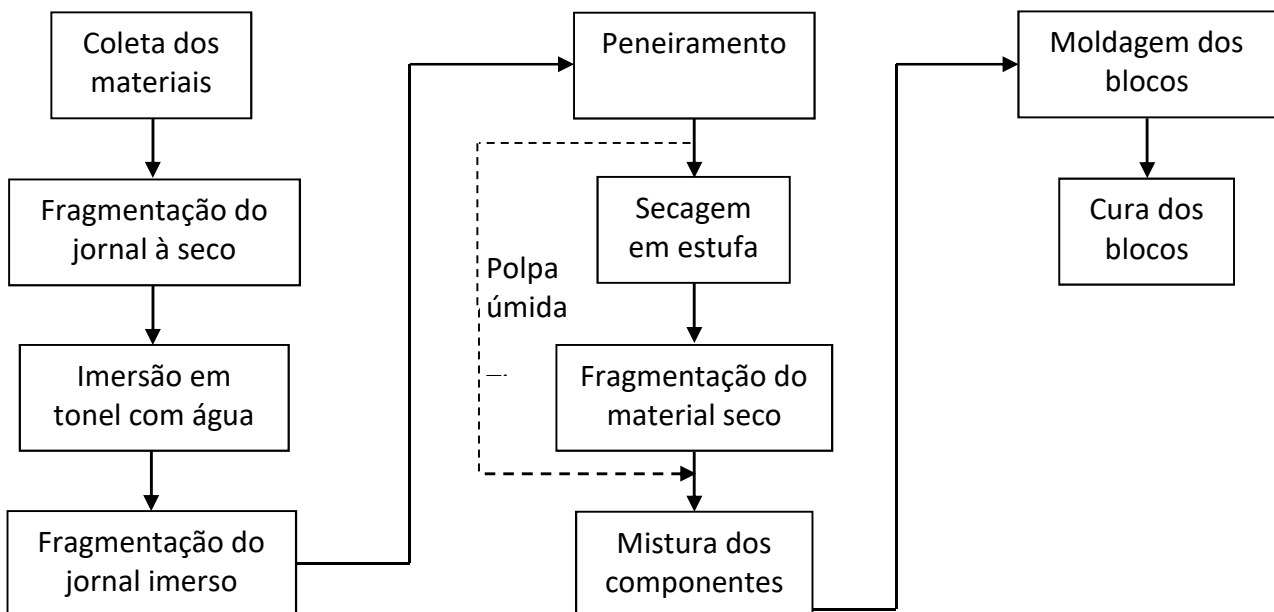 Coleta dos
materiais
Fragmentação do
jornal à seco
Imersão em
tonel com água
Fragmentação do
jornal imerso
Peneiramento
Secagem
em estufa
Polpa
úmida
Fragmentação do
material seco
Mistura dos
componentes
Moldagem dos
blocos
Cura dos
blocos